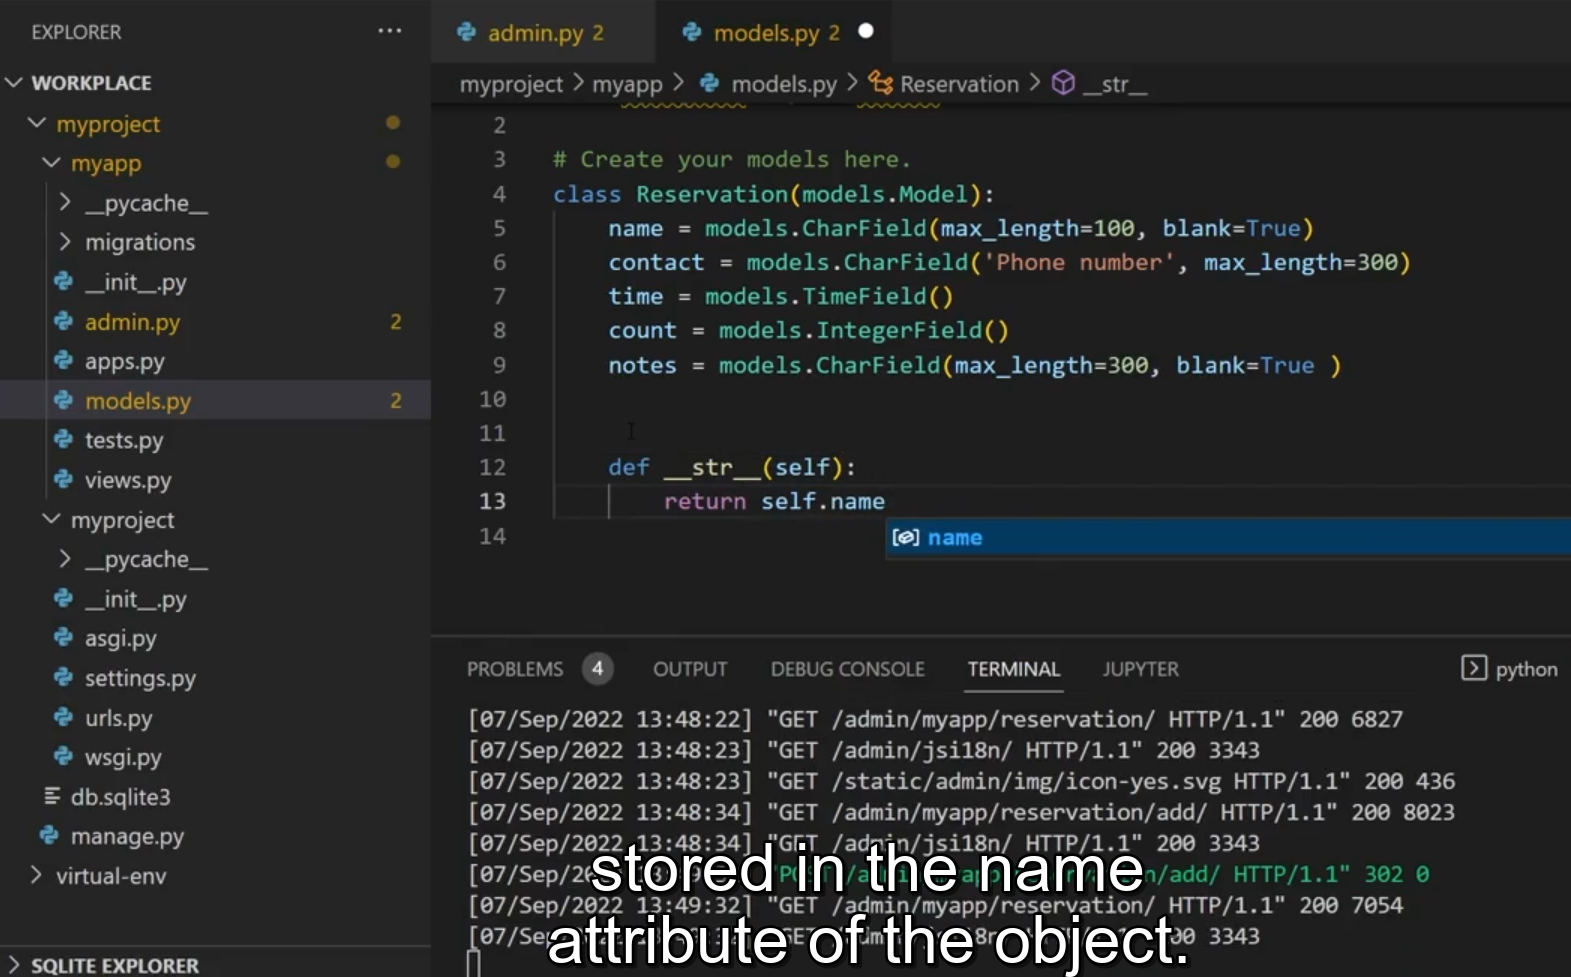 EXPLORER
···
WORKPLACE
myproject
myapp
__pycache__
migrations
__init__.py
admin.py 2
apps.py
models.py 2
tests.py
views.py
myproject
__pycache__
__init__.py
asgi.py
settings.py
urls.py
wsgi.py
db.sqlite3
manage.py
virtual-env
SQLITE EXPLORER
admin.py 2
models.py 2
myproject > myapp > models.py > Reservation > __str__
2
3 # Create your models here.
4 class Reservation(models.Model):
5 name = models.CharField(max_length=100, blank=True)
6 contact = models.CharField('Phone number', max_length=300)
7 time = models.TimeField()
8 count = models.IntegerField()
9 notes = models.CharField(max_length=300, blank=True )
10
11
12 def __str__(self):
13 return self.name
name
14
PROBLEMS 4 OUTPUT DEBUG CONSOLE TERMINAL JUPYTER python
[07/Sep/2022 13:48:22] "GET /admin/myapp/reservation/ HTTP/1.1" 200 6827
[07/Sep/2022 13:48:23] "GET /admin/jsi18n/ HTTP/1.1" 200 3343
[07/Sep/2022 13:48:23] "GET /static/admin/img/icon-yes.svg HTTP/1.1" 200 436
[07/Sep/2022 13:48:34] "GET /admin/myapp/reservation/add/ HTTP/1.1" 200 8023
[07/Sep/2022 13:48:34] "GET /admin/jsi18n/ HTTP/1.1" 200 3343
/add/ HTTP/1.1" 302 0
[07/Sep/2022 13:49:32] "GET /admin/myapp/reservation/ HTTP/1.1" 200 7054
3343
stored in the name
attribute of the object.